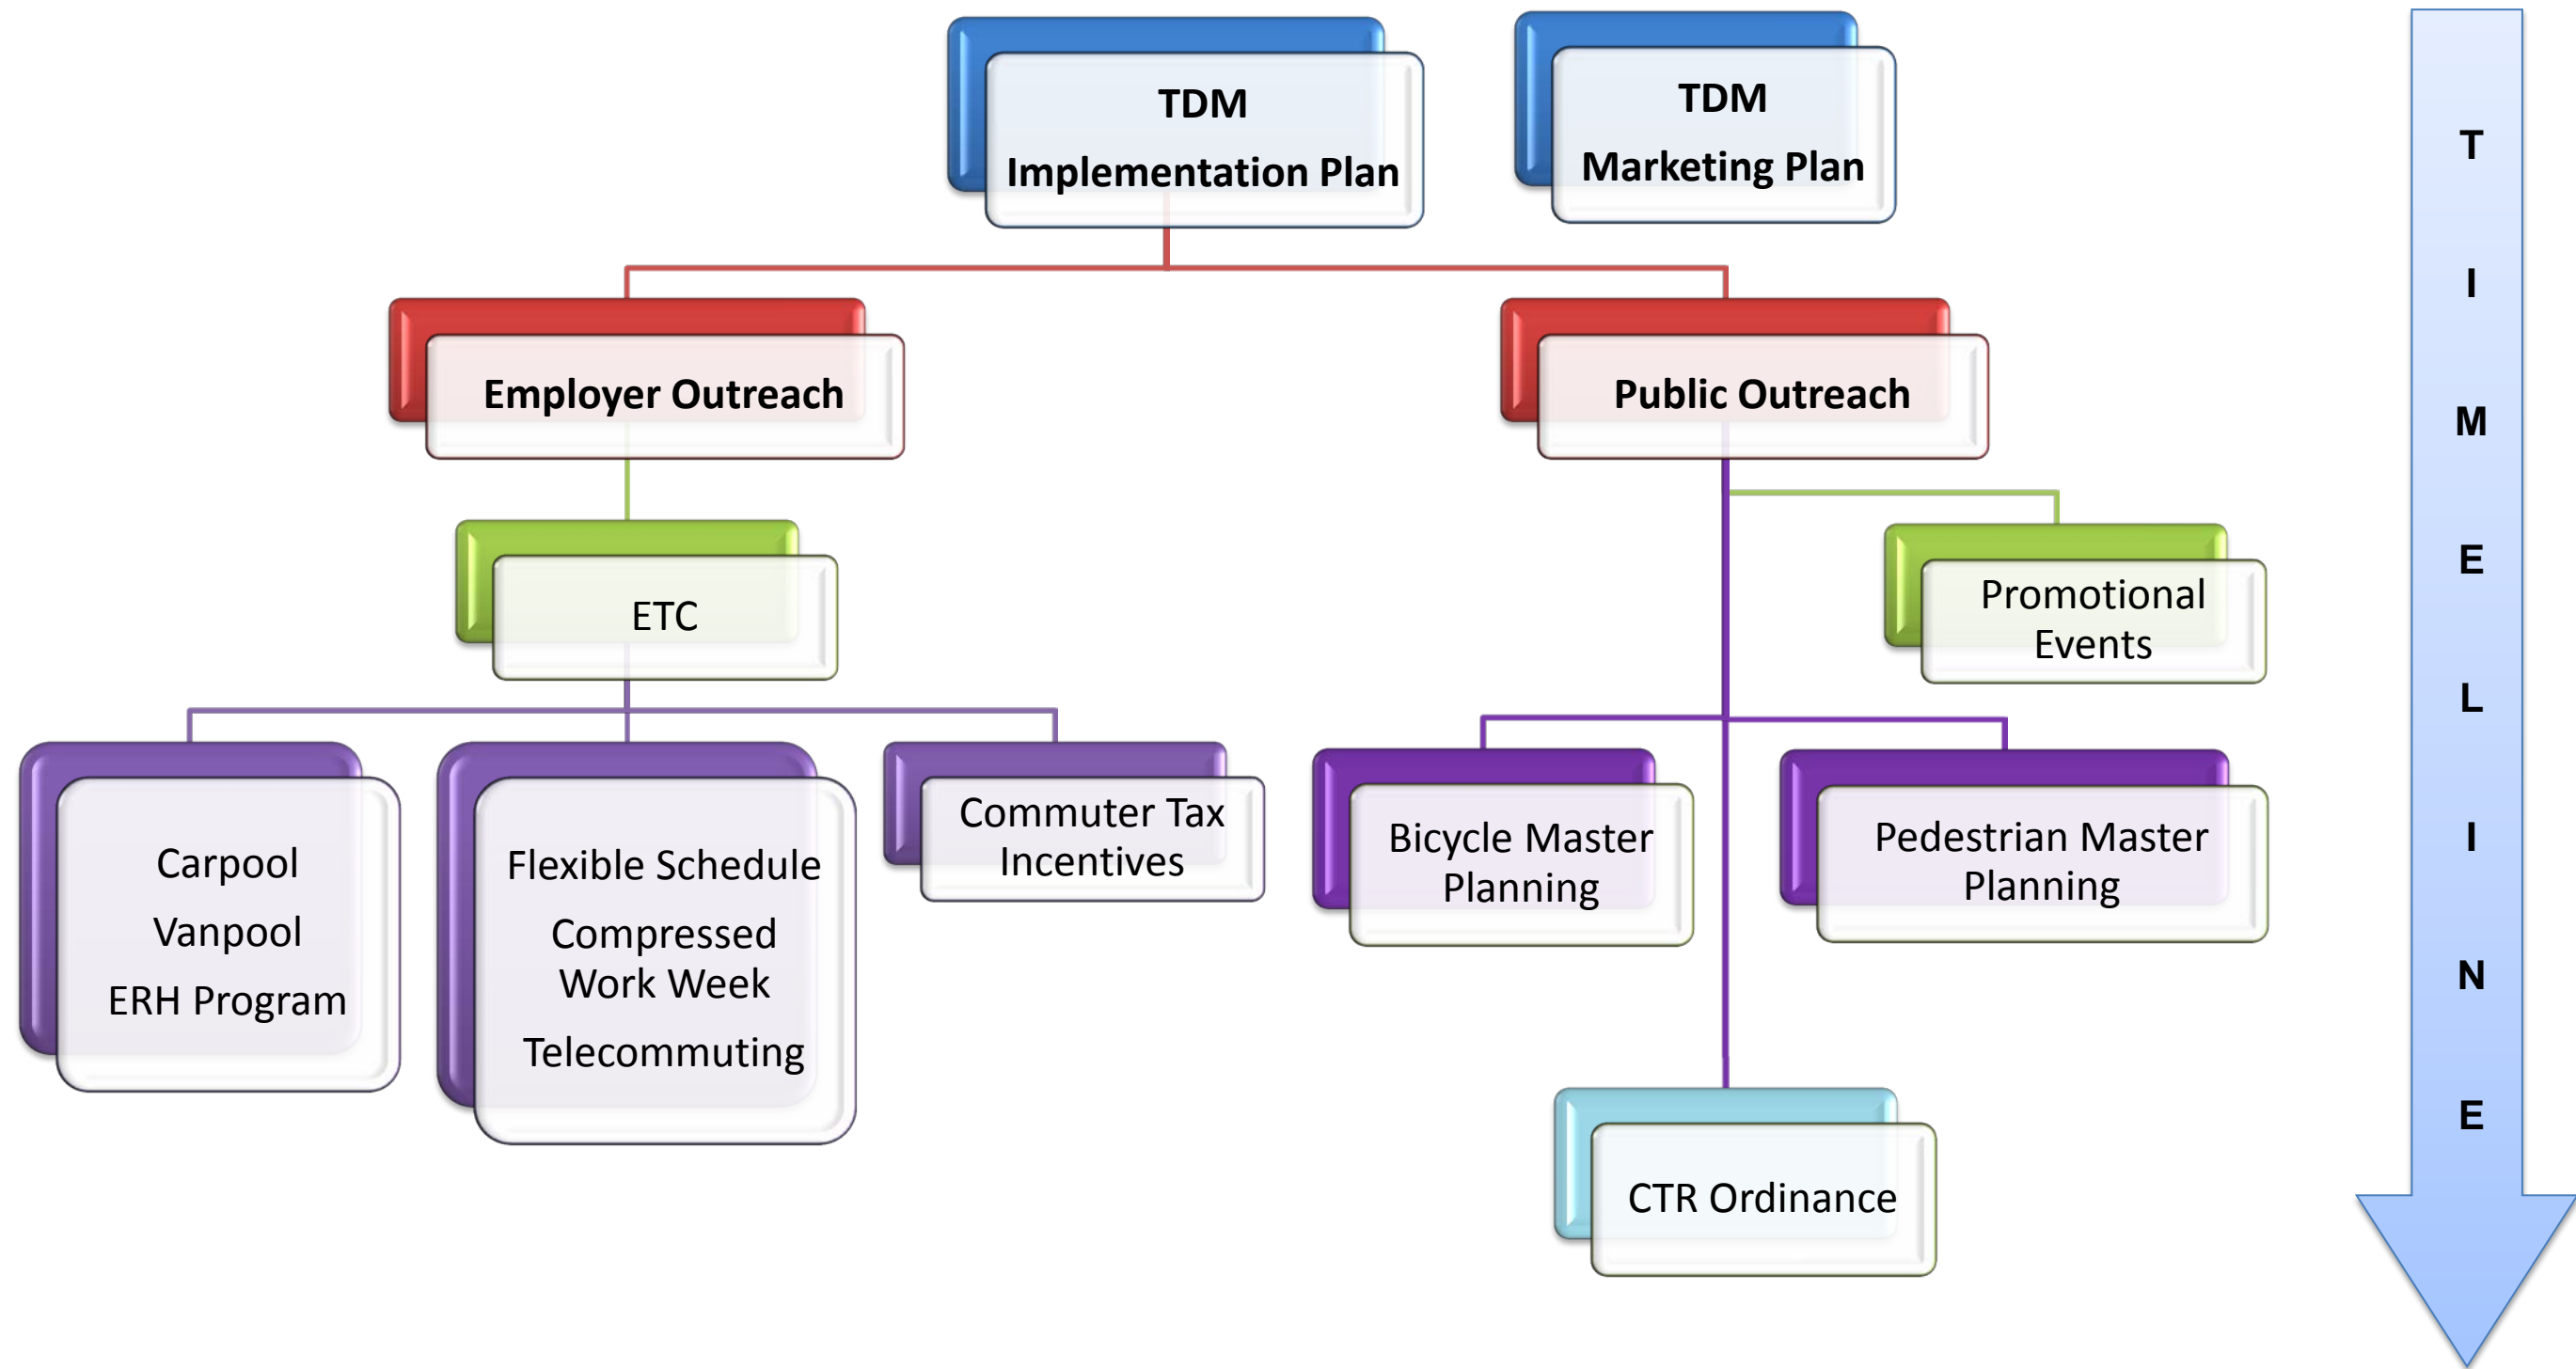 TDM
Implementation Plan
TDM
Marketing Plan
Employer Outreach
Public Outreach
ETC
Promotional
Events
Carpool
Vanpool
ERH Program
Flexible Schedule
Compressed
Work Week
Telecommuting
Commuter Tax
Incentives
Bicycle Master
Planning
Pedestrian Master
Planning
CTR Ordinance
T
I
M
E
L
I
N
E